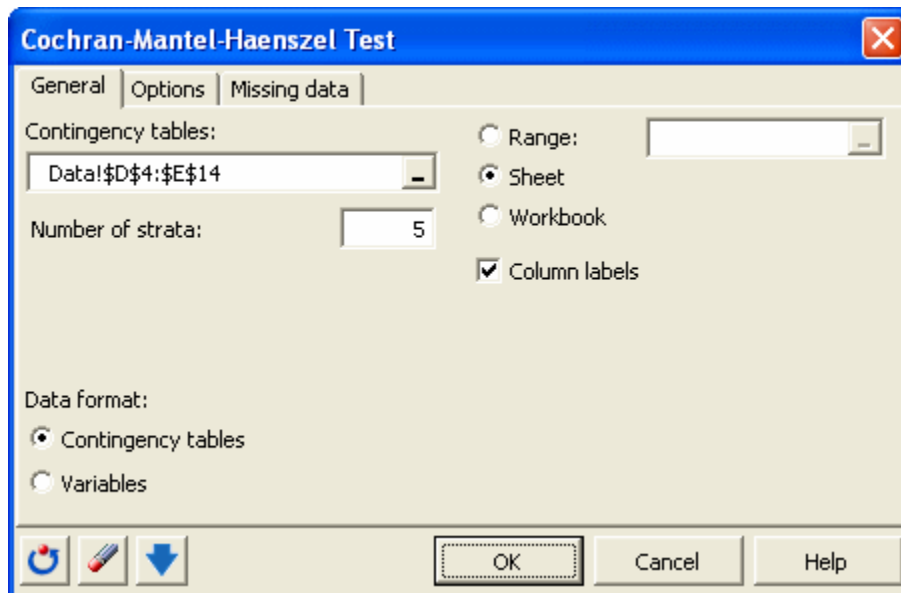 Cochran-Mantel-Haenszel Test
General Options Missing data
Contingency tables:
Data!$D$4:$E$14
Number of strata: 5
Range:
Sheet
Workbook
Column labels
Data format:
Contingency tables
Variables
OK Cancel Help